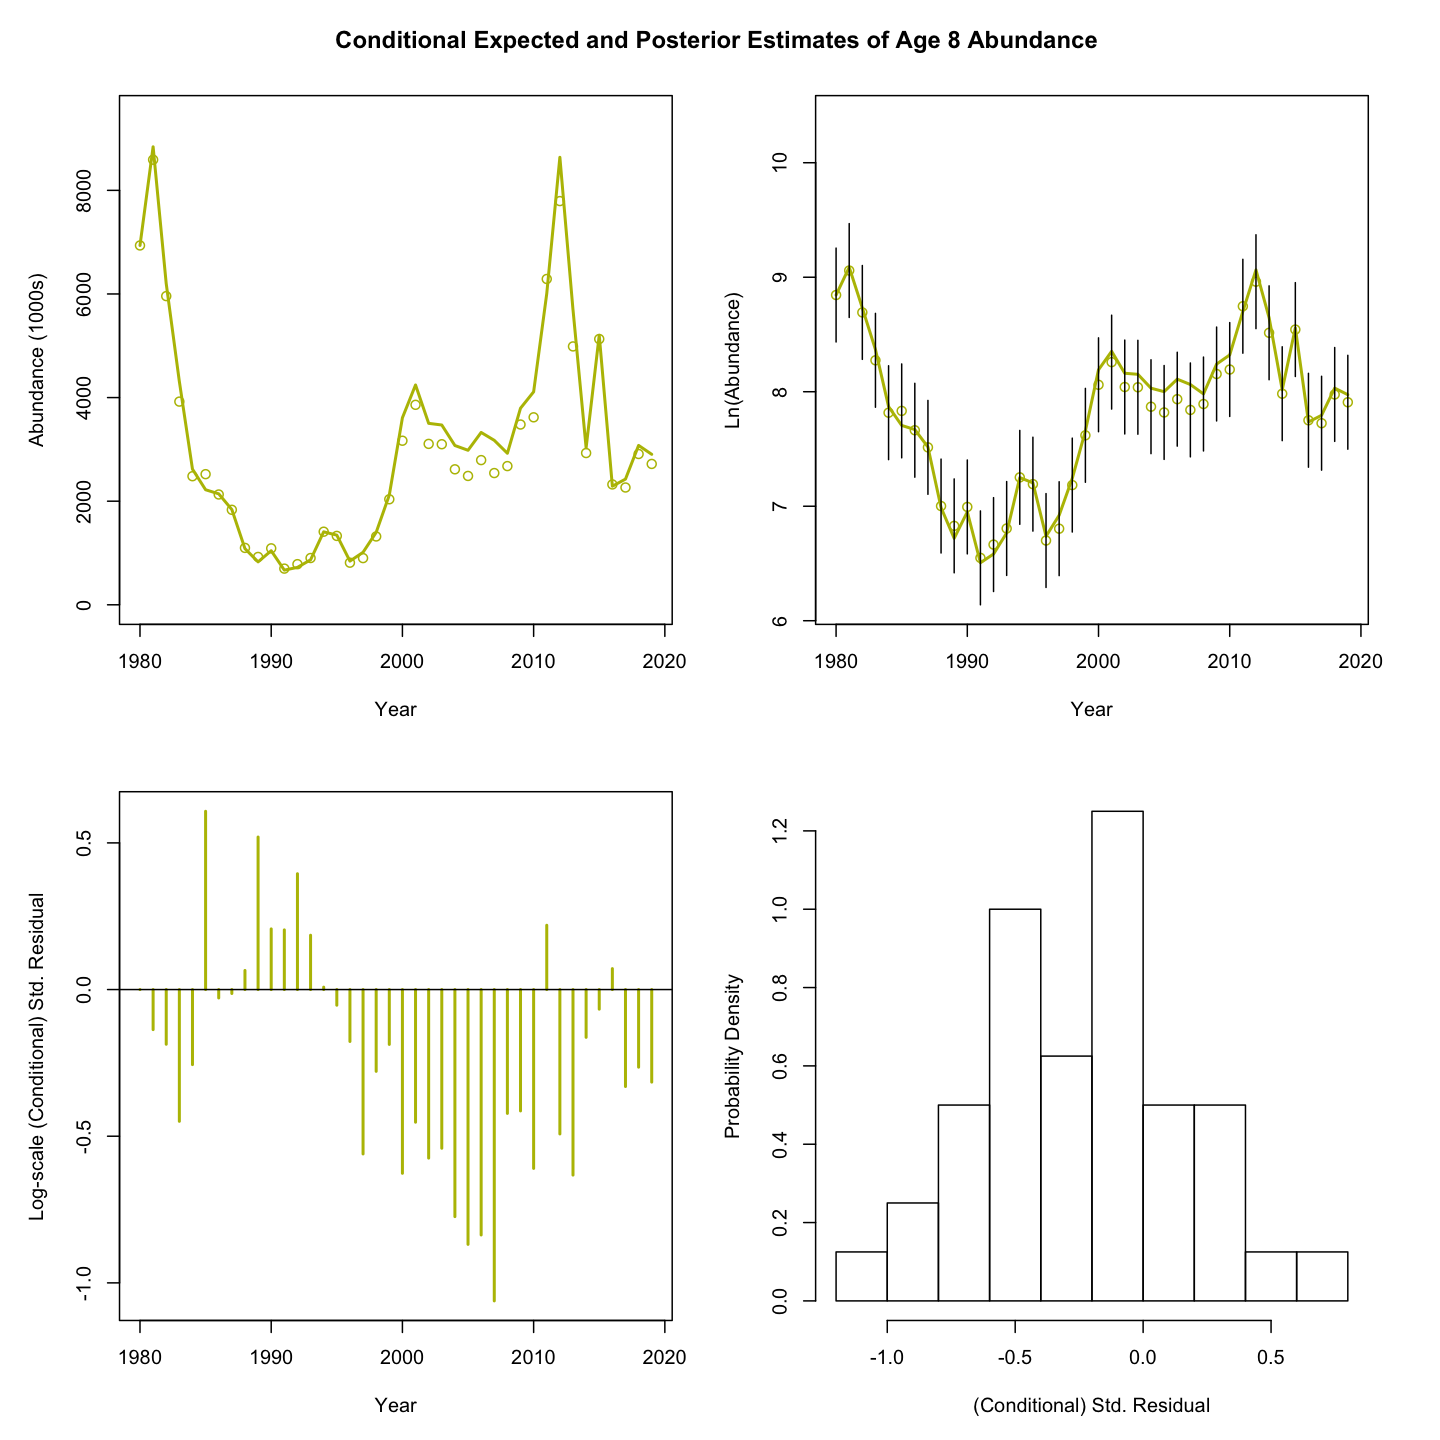 Conditional Expected and Posterior Estimates of Age 8 Abundance
Abundance (1000s)
8000
6000
4000
2000
0
1980 1990 2000 2010 2020
Year
Ln(Abundance)
10
9
8
7
6
1980 1990 2000 2010 2020
Year
Log-scale (Conditional) Std. Residual
0.5
0.0
-0.5
-1.0
1980 1990 2000 2010 2020
Year
Probability Density
1.2
1.0
0.8
0.6
0.4
0.2
0.0
-1.0 -0.5 0.0 0.5
(Conditional) Std. Residual